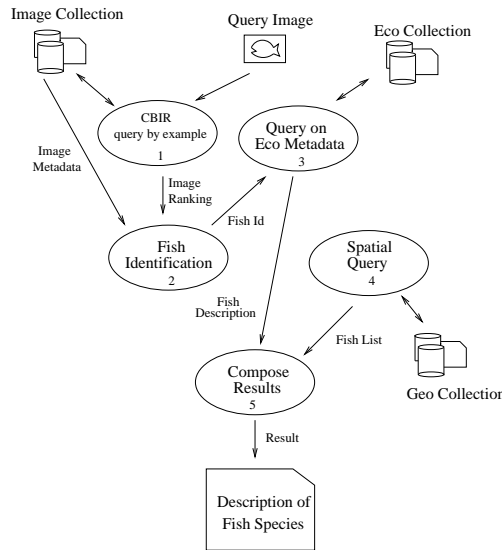 Image Collection
Query Image
Eco Collection
CBIR
query by example
1
Query on
Eco Metadata
3
Image
Metadata
Image
Ranking
Fish Id
Fish
Identification
2
Spatial
Query
4
Fish
Description
Fish List
Geo Collection
Compose
Results
5
Result
Description of
Fish Species